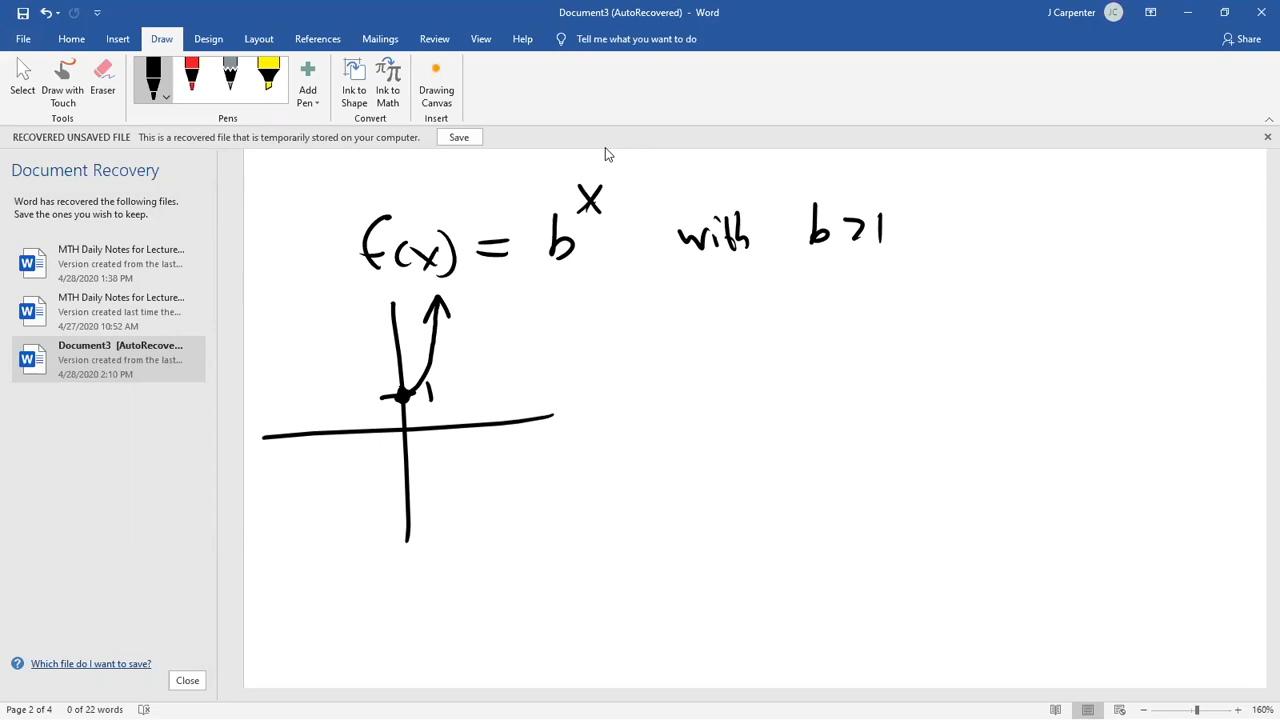 Document3 (AutoRecovered) - Word
J Carpenter
JC
File Home Insert Draw Design Layout References Mailings Review View Help Tell me what you want to do
Share
Select
Draw with Touch
Eraser
Add Pen
Ink to Shape
Ink to Math
Drawing Canvas
Tools
Pens
Convert
Insert
RECOVERED UNSAVED FILE This is a recovered file that is temporarily stored on your computer. Save
Document Recovery
Word has recovered the following files.
Save the ones you wish to keep.
MTH Daily Notes for Lecture...
Version created from the last...
4/28/2020 1:38 PM
MTH Daily Notes for Lecture...
Version created last time the...
4/27/2020 10:52 AM
Document3 [AutoRecove...
Version created from the last...
4/28/2020 2:10 PM
Which file do I want to save?
Close
f(x) = b^x with b > 1
1
Page 2 of 4 0 of 22 words
160%